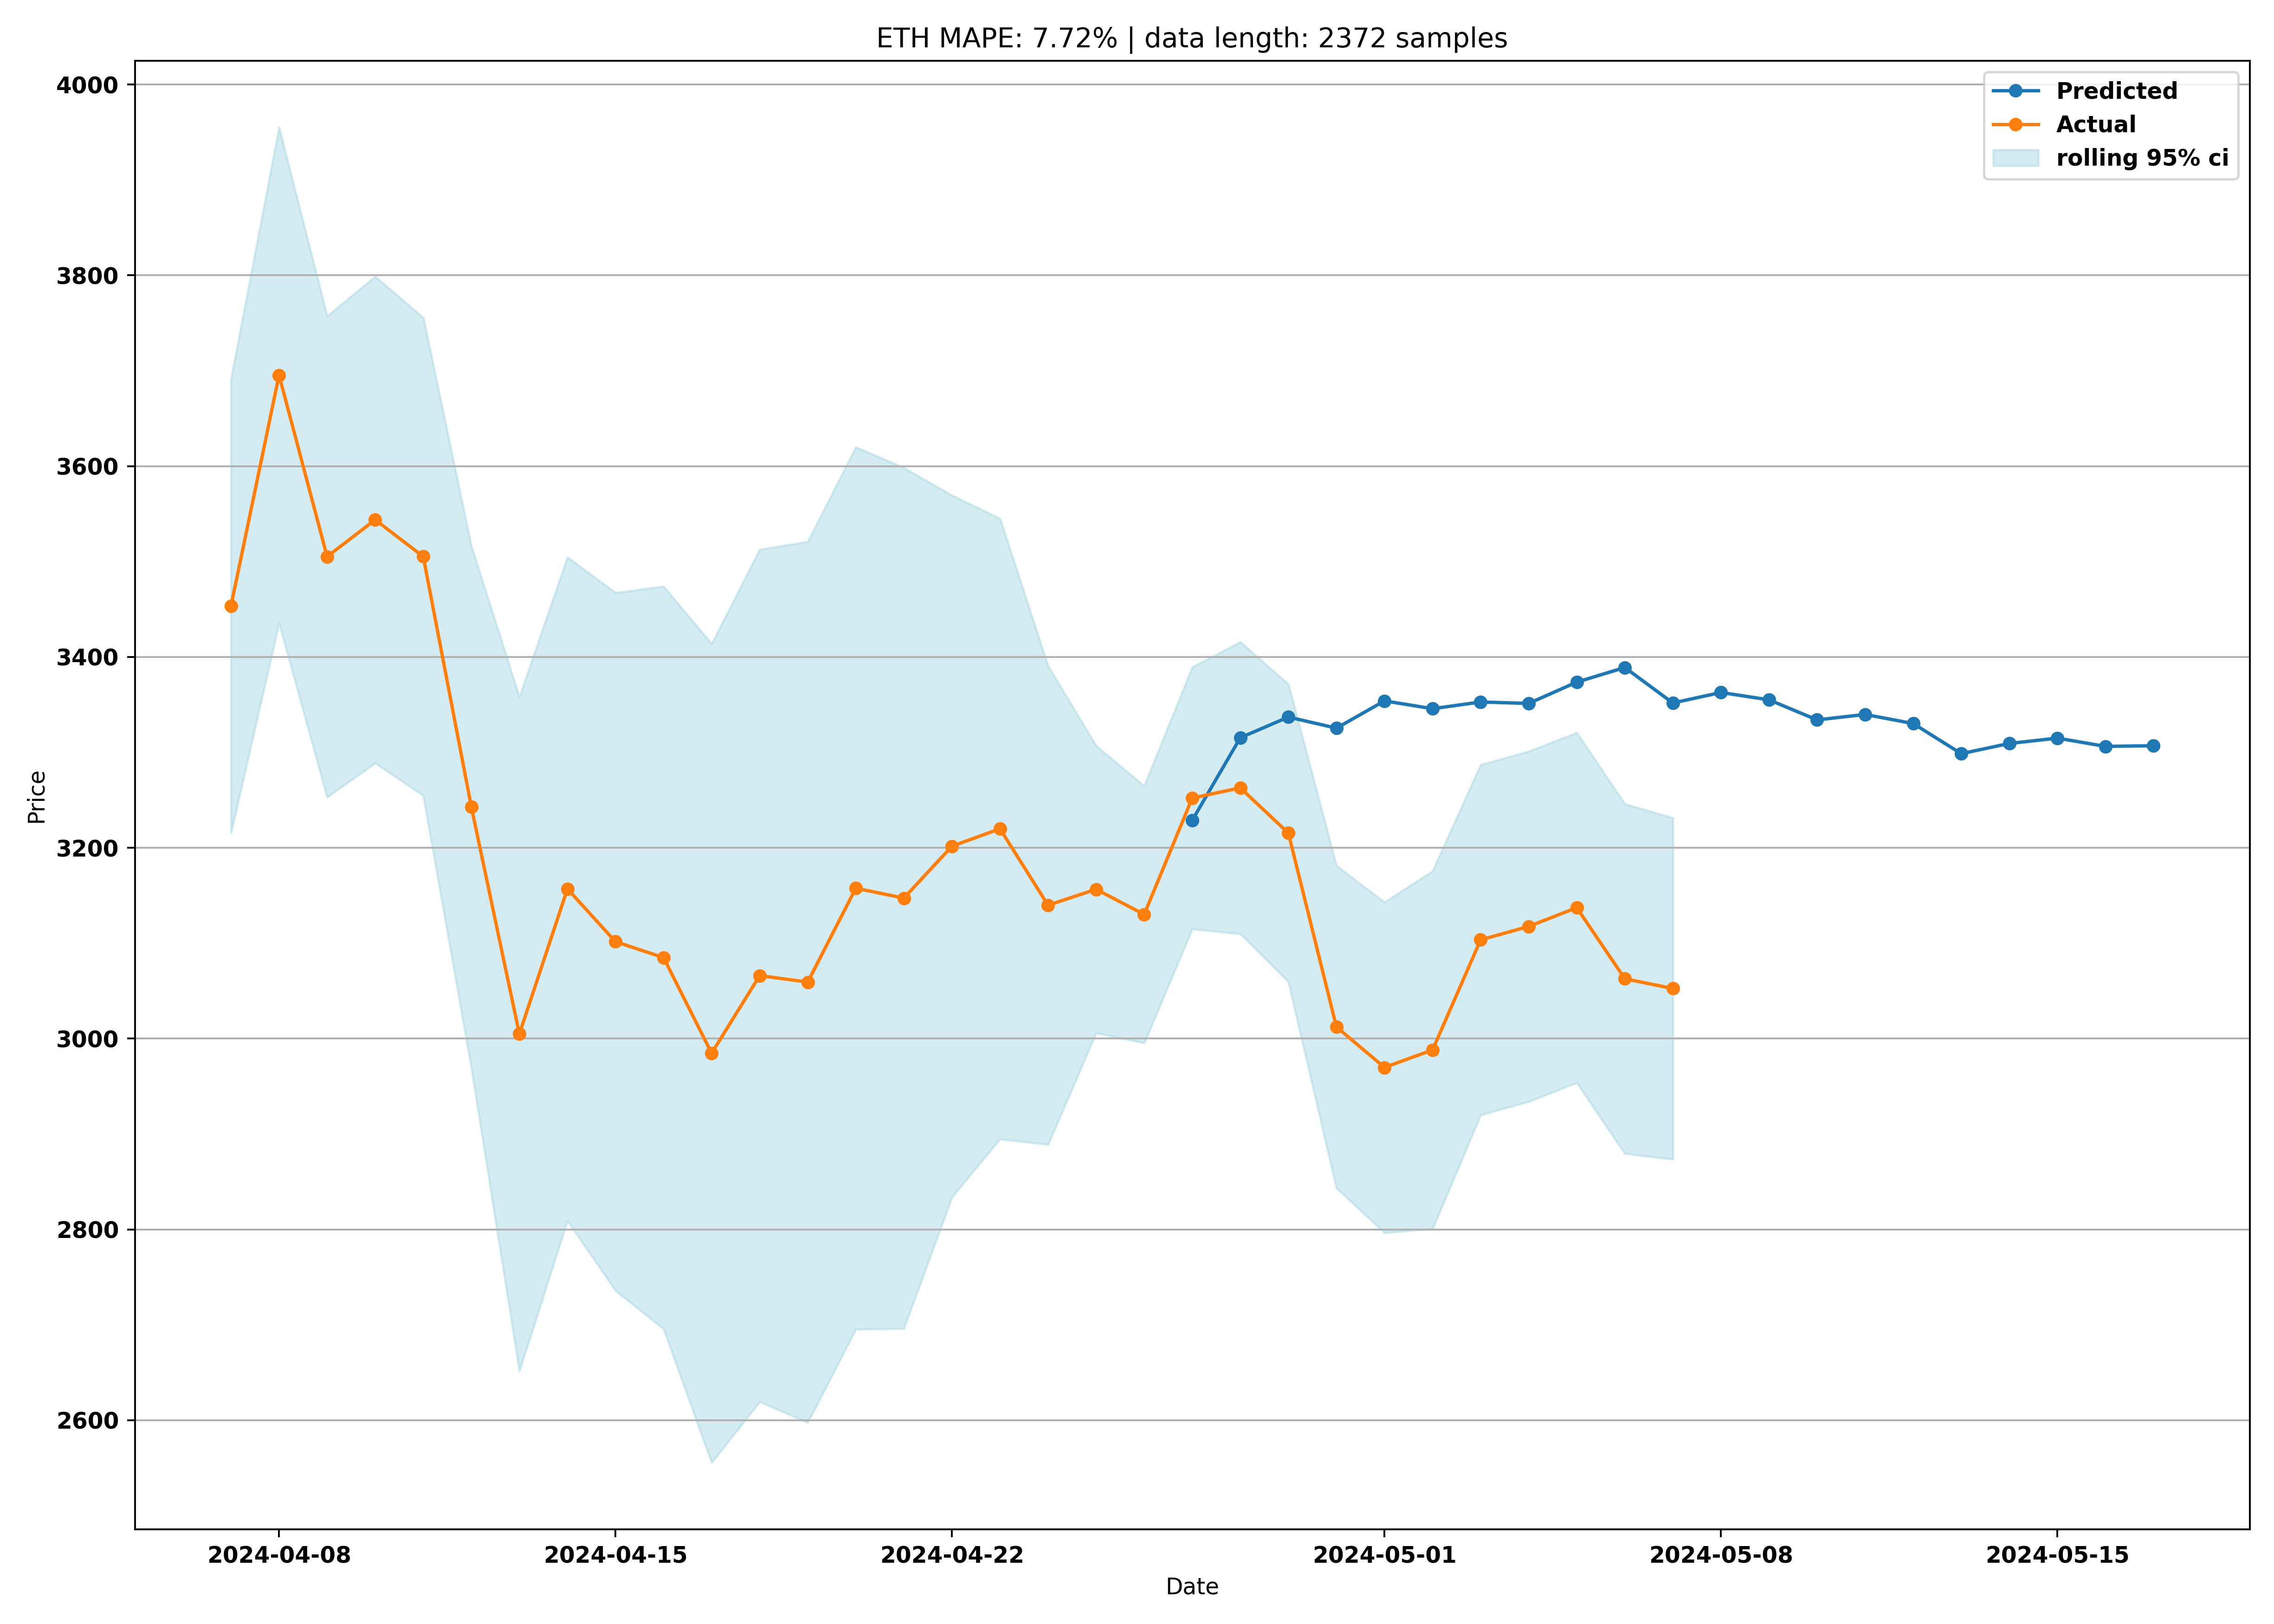 ETH MAPE: 7.72% | data length: 2372 samples
Predicted
Actual
rolling 95% ci
4000
3800
3600
3400
3200
3000
2800
2600
Price
2024-04-08
2024-04-15
2024-04-22
2024-05-01
2024-05-08
2024-05-15
Date